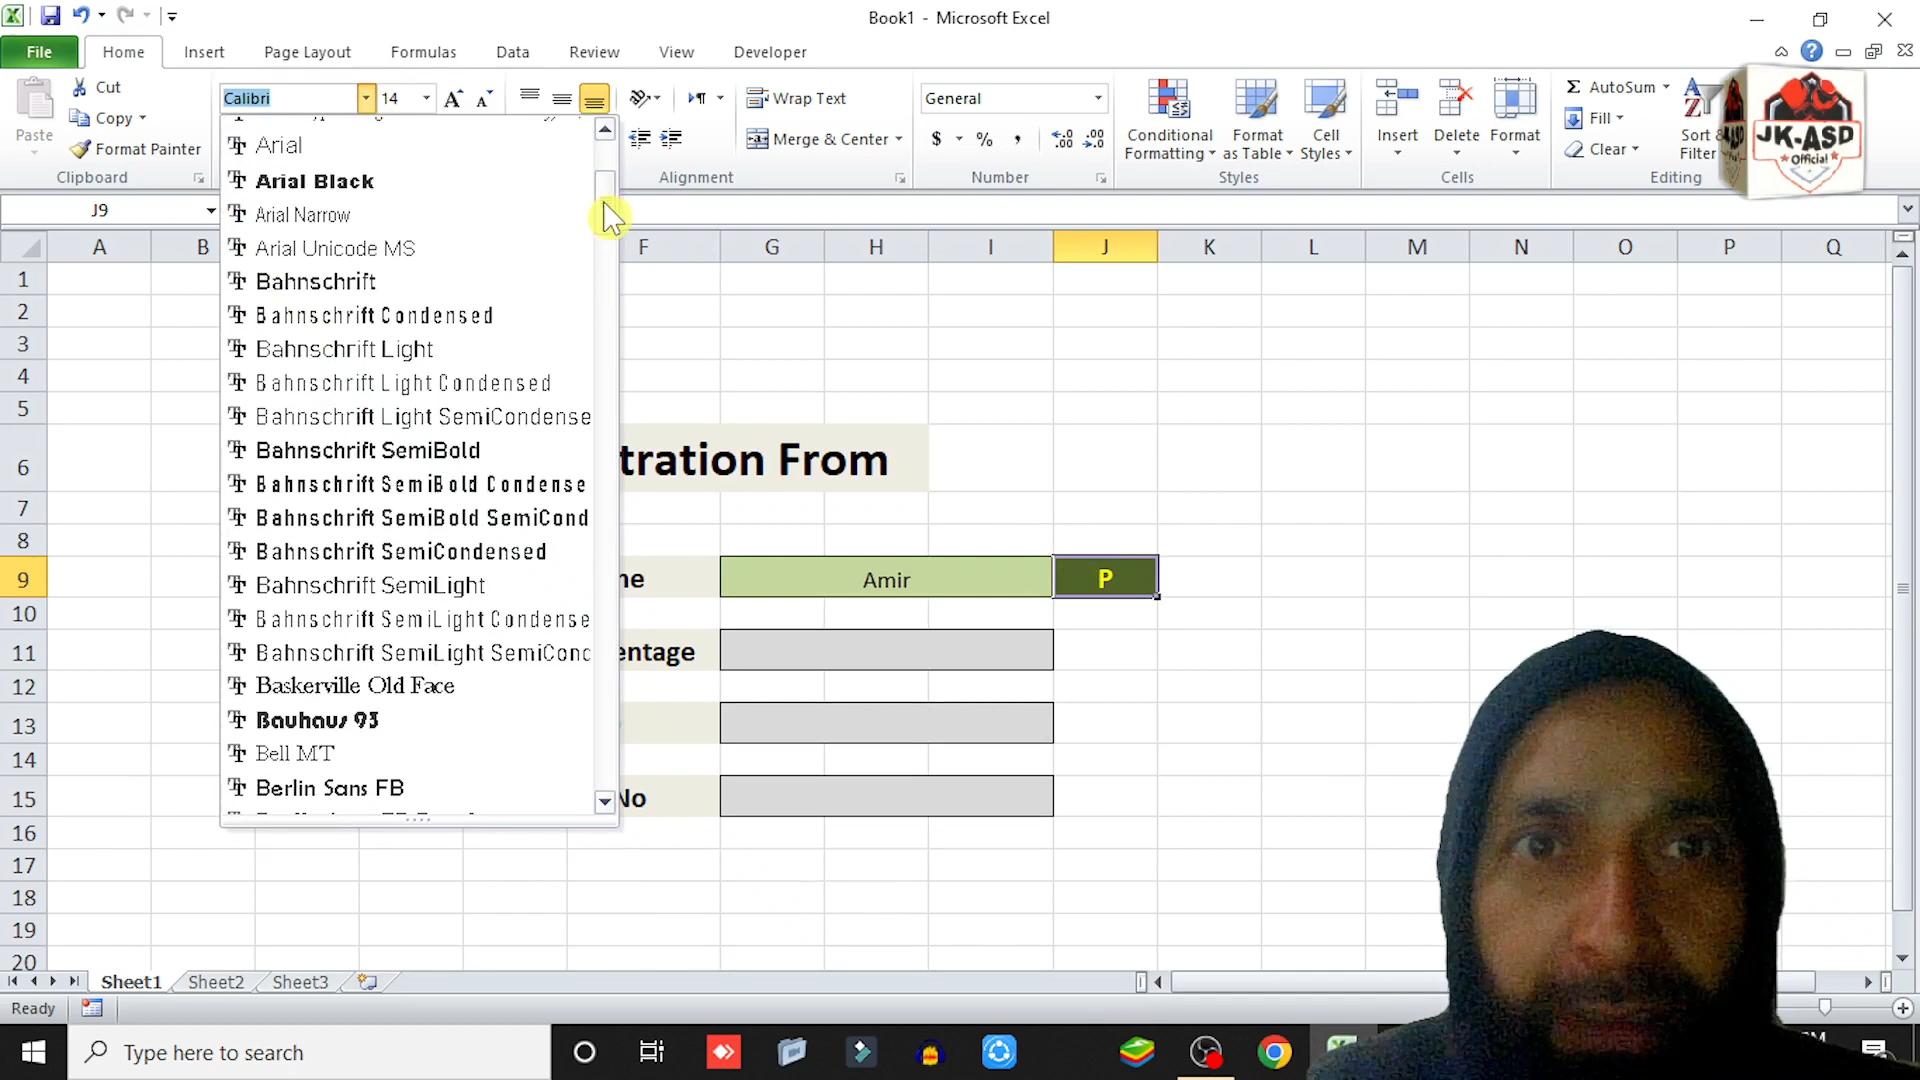 Book1 - Microsoft Excel
File Home Insert Page Layout Formulas Data Review View Developer
Paste
Cut
Copy
Format Painter
Clipboard
Calibri 14
Wrap Text
Merge & Center
Alignment
General
$ % ,
Number
Conditional Formatting
Format as Table
Cell Styles
Styles
Insert Delete Format
Cells
Σ AutoSum
Fill
Clear
Sort &
Filter
Editing
JK-ASD
Official
J9
A B F G H I J K L M N O P Q
Arial
Arial Black
Arial Narrow
Arial Unicode MS
Bahnschrift
Bahnschrift Condensed
Bahnschrift Light
Bahnschrift Light Condensed
Bahnschrift Light SemiCondense
Bahnschrift SemiBold
Bahnschrift SemiBold Condense
Bahnschrift SemiBold SemiCond
Bahnschrift SemiCondensed
Bahnschrift SemiLight
Bahnschrift SemiLight Condense
Bahnschrift SemiLight SemiConc
Baskerville Old Face
Bauhaus 93
Bell MT
Berlin Sans FB
1
2
3
4
5
6 tration From
7
8
9 me Amir P
10
11 entage
12
13
14
15 No
16
17
18
19
20
Sheet1 Sheet2 Sheet3
Ready
Type here to search